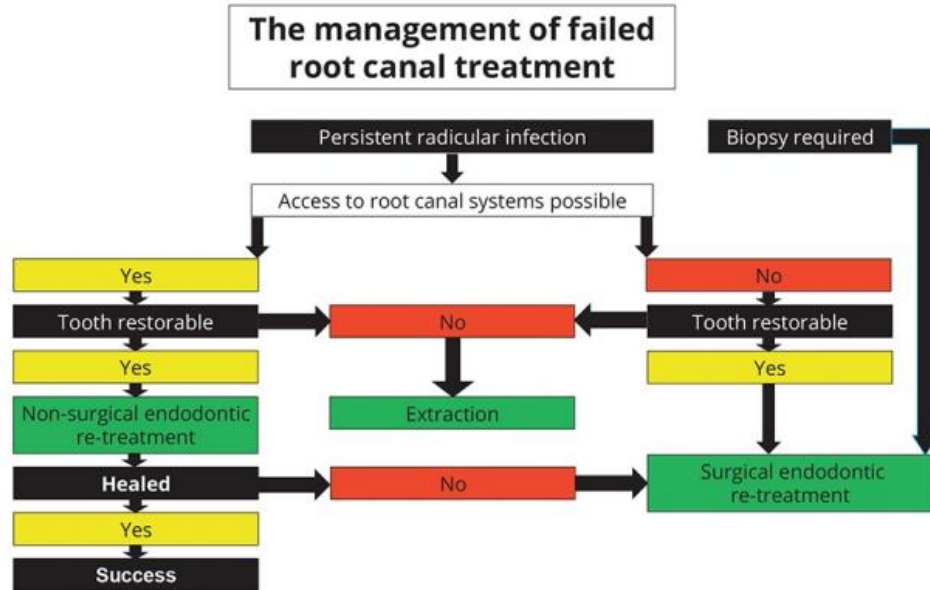 The management of failed
root canal treatment
Persistent radicular infection
Biopsy required
Access to root canal systems possible
Yes
No
Tooth restorable
No
Tooth restorable
Yes
Yes
Non-surgical endodontic
re-treatment
Extraction
Healed
No
Surgical endodontic
re-treatment
Yes
Success